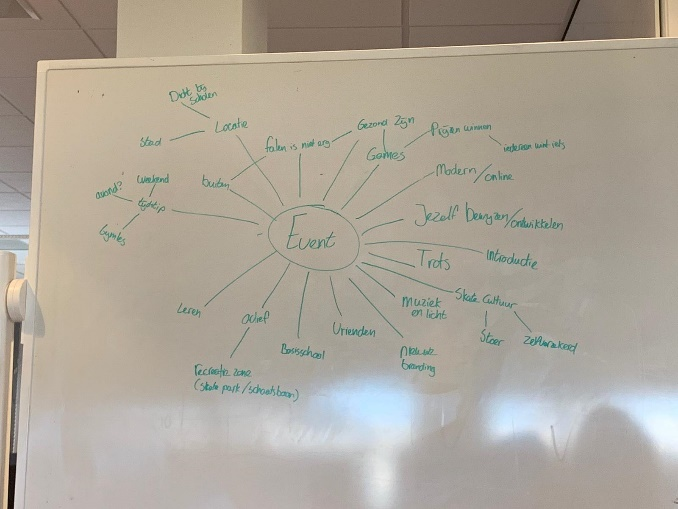 Dicht bij
scholen
Locatie
Stad
falen is niet erg
Gezond zijn
Games
Prijzen winnen
iedereen wint iets
buiten
Modern/online
avond?
weekend
tijdstip
Gymles
Event
Jezelf bewijzen/ontwikkelen
Trots
Introductie
Skate Cultuur
Stoer
Zelfverzekerd
muziek
en licht
Leren
actief
recreatie zone
(skate park/schaatsbaan)
Basisschool
Vrienden
branding